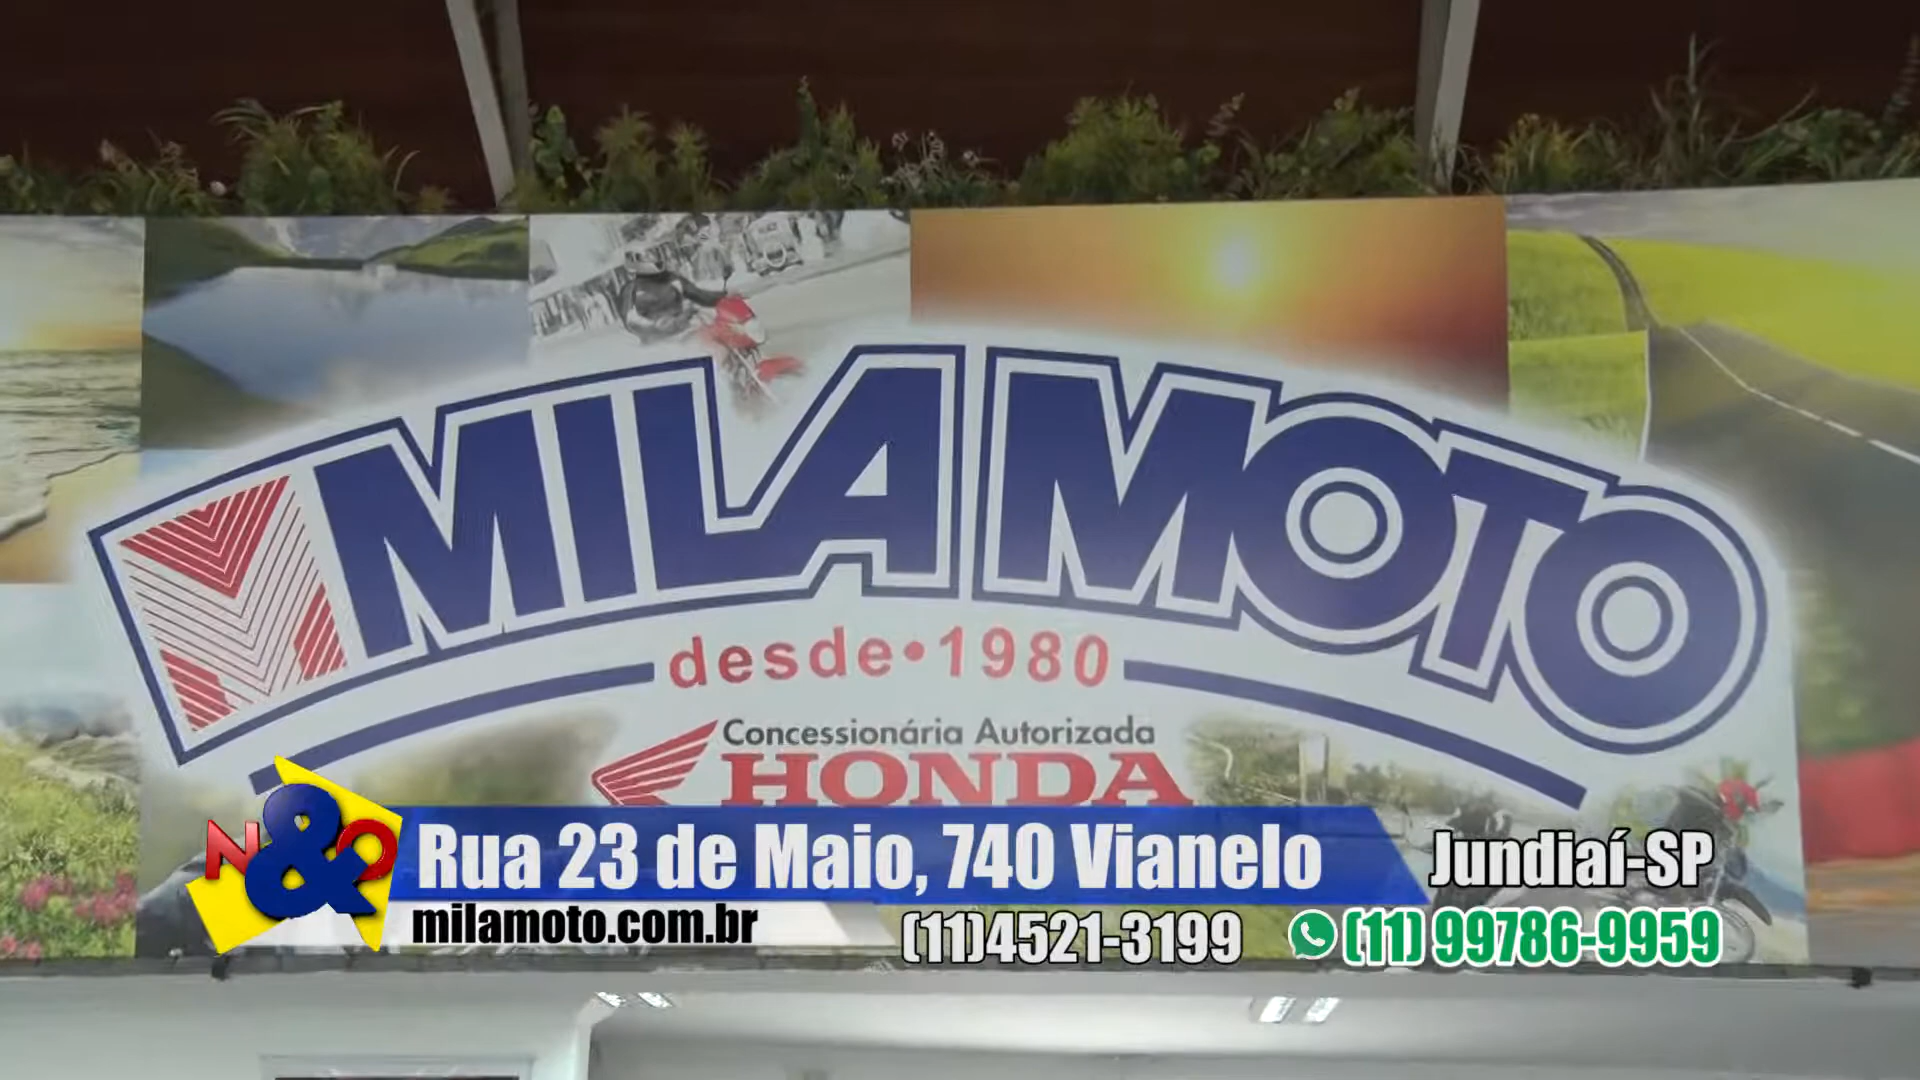 MILA MOTO
desde•1980
Concessionária Autorizada
HONDA
N&O
Rua 23 de Maio, 740 Vianelo
Jundiaí-SP
milamoto.com.br
(11)4521-3199
(11) 99786-9959